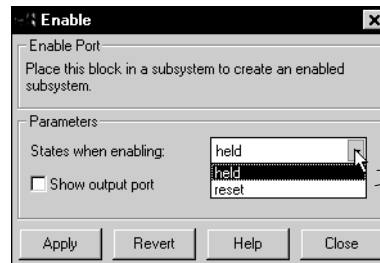 Enable
Enable Port
Place this block in a subsystem to create an enabled
subsystem.
Parameters
States when enabling:
held
held
reset
Show output port
Apply
Revert
Help
Close